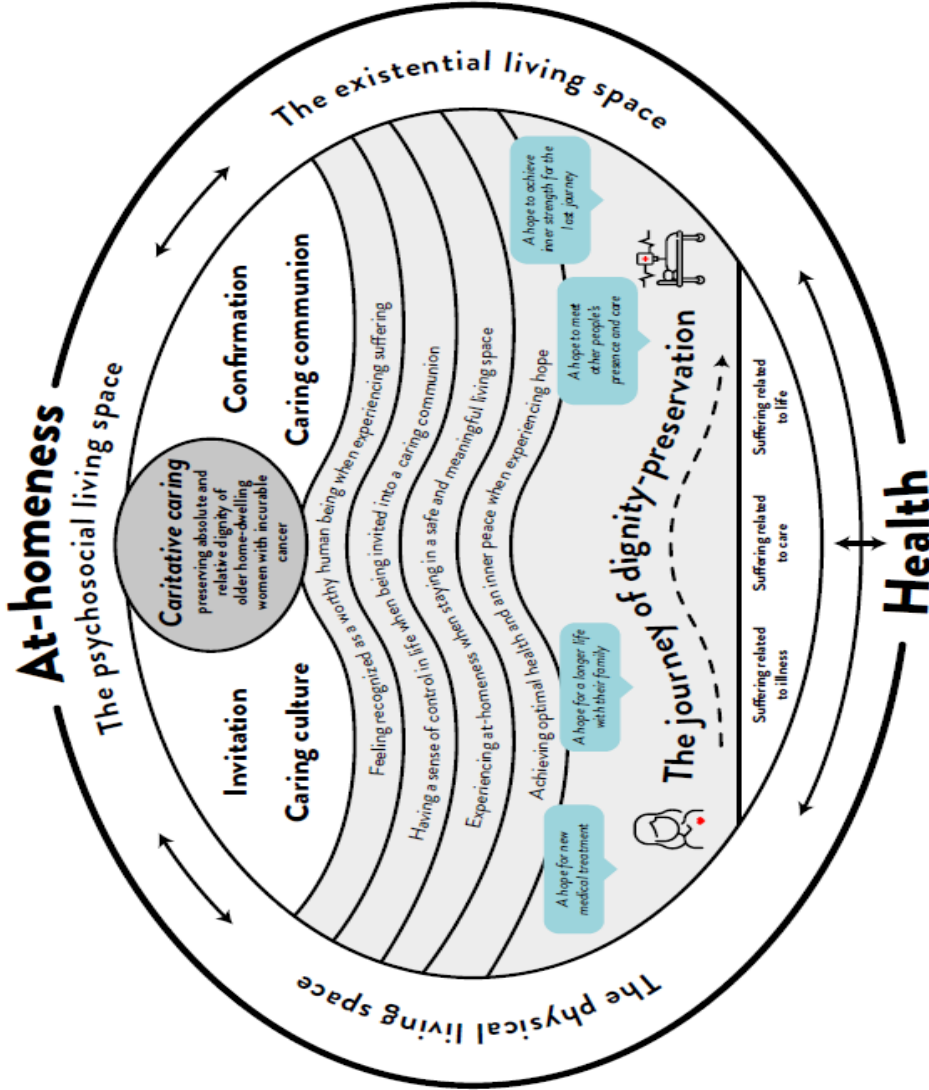 At-homeness
The psychosocial living space
The existential living space
The physical living space
Caritative caring
preserving absolute and
relative dignity of
older home-dwelling
women with incurable
cancer
Invitation
Confirmation
Caring culture
Caring communion
Feeling recognized as a worthy human being when experiencing suffering
Having a sense of control in life when being invited into a caring communion
Experiencing at-homeness when staying in a safe and meaningful living space
Achieving optimal health and an inner peace when experiencing hope
A hope for new
medical treatment
A hope for a longer life
with their family
A hope to meet
other people's
presence and care
A hope to achieve
inner strength for the
last journey
The journey of dignity-preservation
Suffering related
to illness
Suffering related
to care
Suffering related
to life
Health